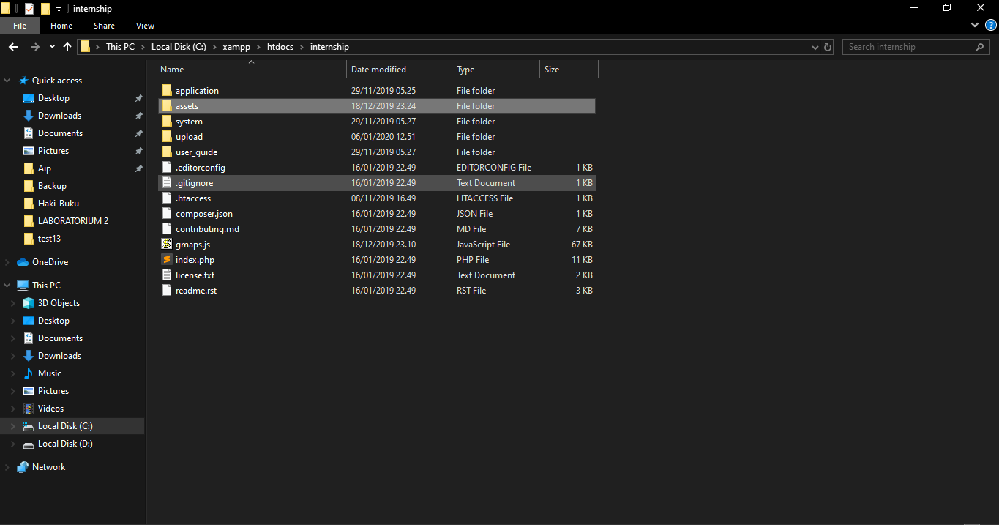 internship
File Home Share View
This PC Local Disk (C:) xampp htdocs internship Search internship
Name Date modified Type Size
application 29/11/2019 05.25 File folder
assets 18/12/2019 23.24 File folder
system 29/11/2019 05.27 File folder
upload 06/01/2020 12.51 File folder
user_guide 29/11/2019 05.27 File folder
.editorconfig 16/01/2019 22.49 EDITORCONFIG File 1 KB
.gitignore 16/01/2019 22.49 Text Document 1 KB
.htaccess 08/11/2019 16.49 HTACCESS File 1 KB
composer.json 16/01/2019 22.49 JSON File 1 KB
contributing.md 16/01/2019 22.49 MD File 7 KB
gmaps.js 18/12/2019 23.10 JavaScript File 67 KB
index.php 16/01/2019 22.49 PHP File 11 KB
license.txt 16/01/2019 22.49 Text Document 2 KB
readme.rst 16/01/2019 22.49 RST File 3 KB
Quick access
Desktop
Downloads
Documents
Pictures
Aip
Backup
Haki-Buku
LABORATORIUM 2
test13
OneDrive
This PC
3D Objects
Desktop
Documents
Downloads
Music
Pictures
Videos
Local Disk (C:)
Local Disk (D:)
Network